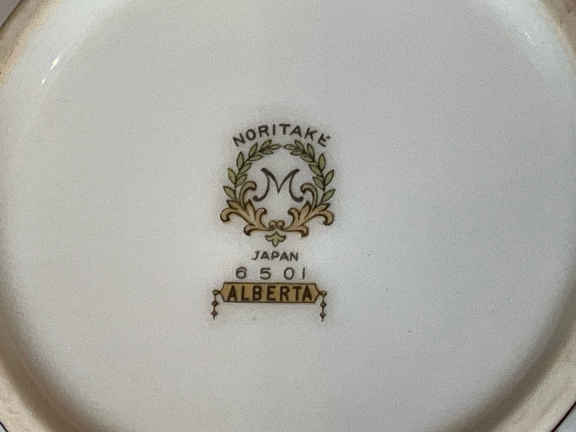 NORITAKE
M
JAPAN
6501
ALBERTA